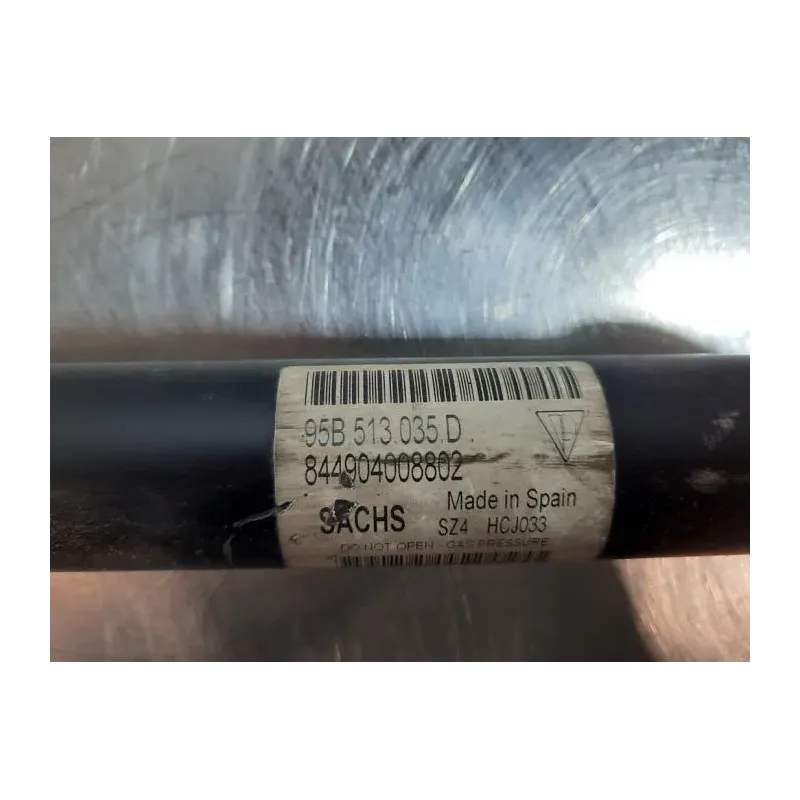 95B.513.035.D
844904008802
Made in Spain
SACHS SZ4 HCJ033
DO NOT OPEN - GAS PRESSURE